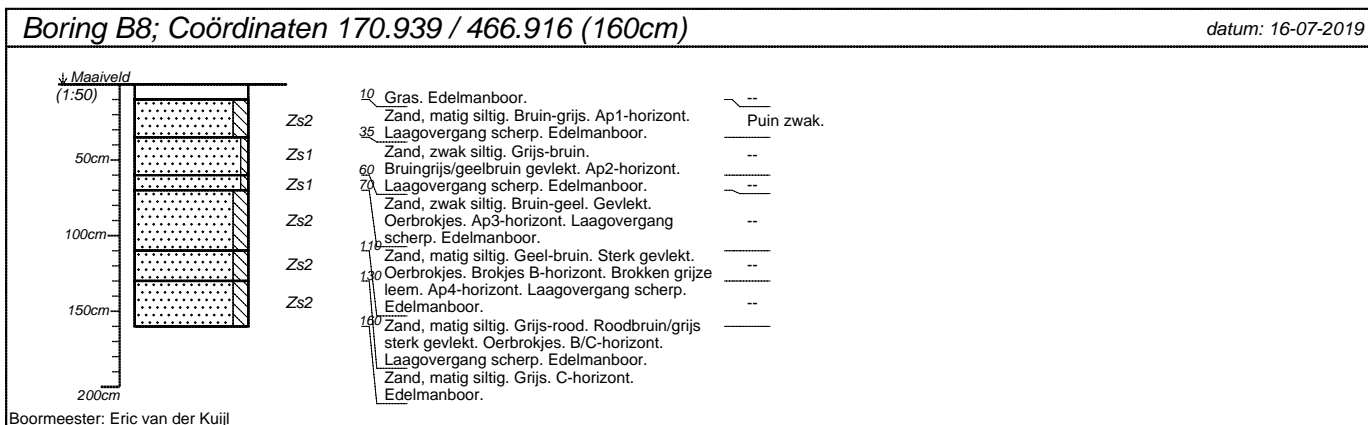 Boring B8; Coördinaten 170.939 / 466.916 (160cm)
datum: 16-07-2019
Maaiveld
(1:50)
50cm
100cm
150cm
200cm
Zs2
Zs1
Zs1
Zs2
Zs2
Zs2
10 Gras. Edelmanboor.
Zand, matig siltig. Bruin-grijs. Ap1-horizont.
35 Laagovergang scherp. Edelmanboor.
Zand, zwak siltig. Grijs-bruin.
60 Bruingrijs/geelbruin gevlekt. Ap2-horizont.
70 Laagovergang scherp. Edelmanboor.
Zand, zwak siltig. Bruin-geel. Gevlekt.
Oerbrokjes. Ap3-horizont. Laagovergang
scherp. Edelmanboor.
110 Zand, matig siltig. Geel-bruin. Sterk gevlekt.
130 Oerbrokjes. Brokjes B-horizont. Brokken grijze
leem. Ap4-horizont. Laagovergang scherp.
Edelmanboor.
160 Zand, matig siltig. Grijs-rood. Roodbruin/grijs
sterk gevlekt. Oerbrokjes. B/C-horizont.
Laagovergang scherp. Edelmanboor.
Zand, matig siltig. Grijs. C-horizont.
Edelmanboor.
--
Puin zwak.
--
--
--
--
--
Boormeester: Eric van der Kuijl